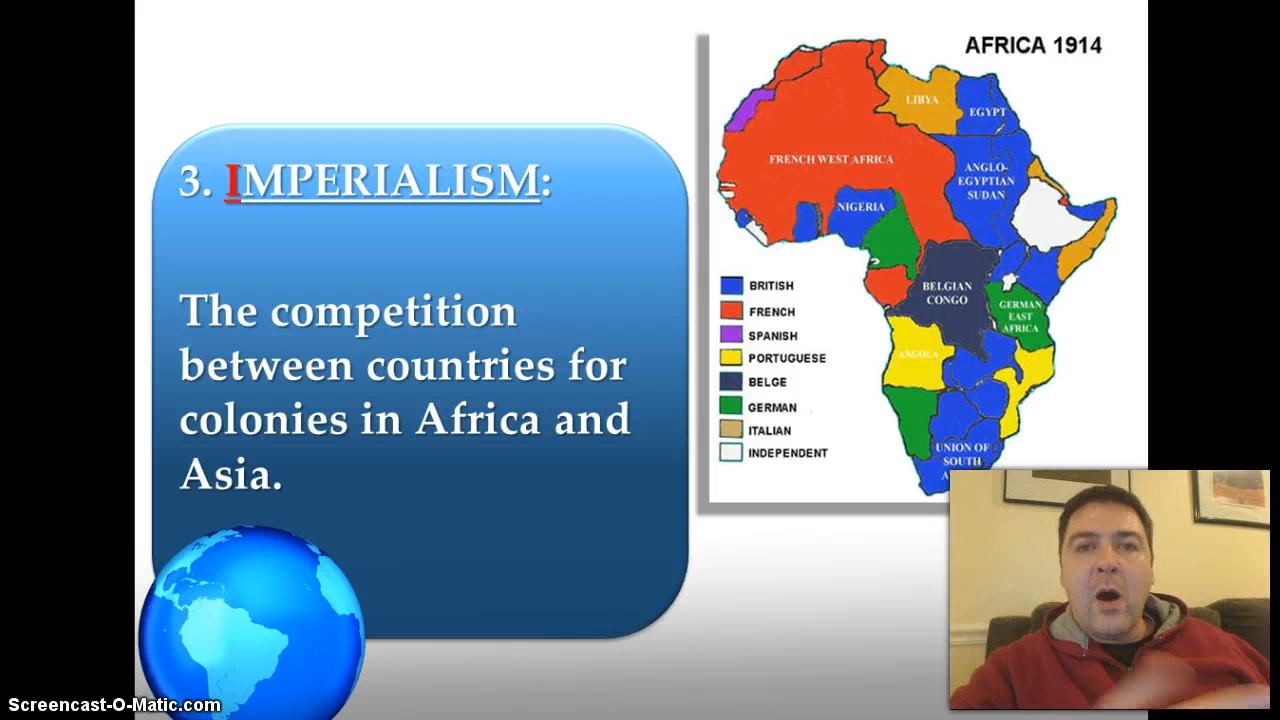 AFRICA 1914
3. IMPERIALISM:
The competition
between countries for
colonies in Africa and
Asia.
LIBYA
EGYPT
FRENCH WEST AFRICA
ANGLO-
EGYPTIAN
SUDAN
NIGERIA
BELGIAN
CONGO
GERMAN
EAST
AFRICA
ANGOLA
UNION OF
SOUTH
BRITISH
FRENCH
SPANISH
PORTUGUESE
BELGE
GERMAN
ITALIAN
INDEPENDENT
Screencast-O-Matic.com